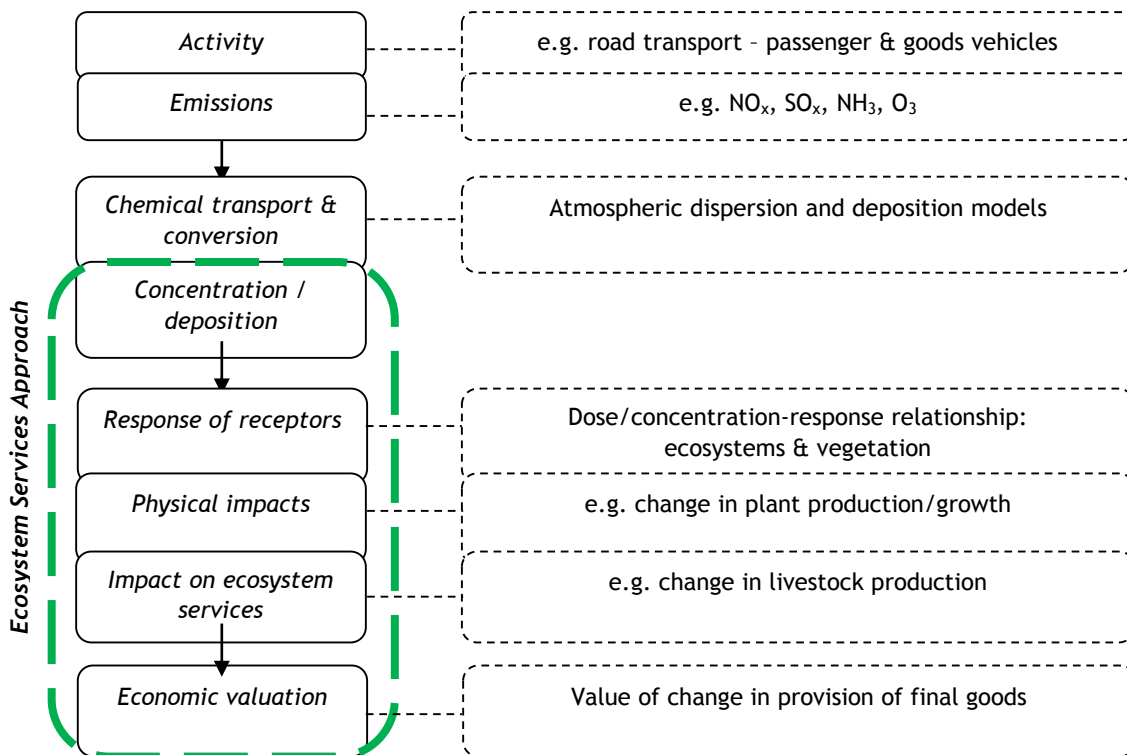 Activity
e.g. road transport – passenger & goods vehicles
Emissions
e.g. NOₓ, SOₓ, NH₃, O₃
Chemical transport &
conversion
Atmospheric dispersion and deposition models
Concentration /
deposition
Ecosystem Services Approach
Response of receptors
Dose/concentration-response relationship:
ecosystems & vegetation
Physical impacts
e.g. change in plant production/growth
Impact on ecosystem
services
e.g. change in livestock production
Economic valuation
Value of change in provision of final goods